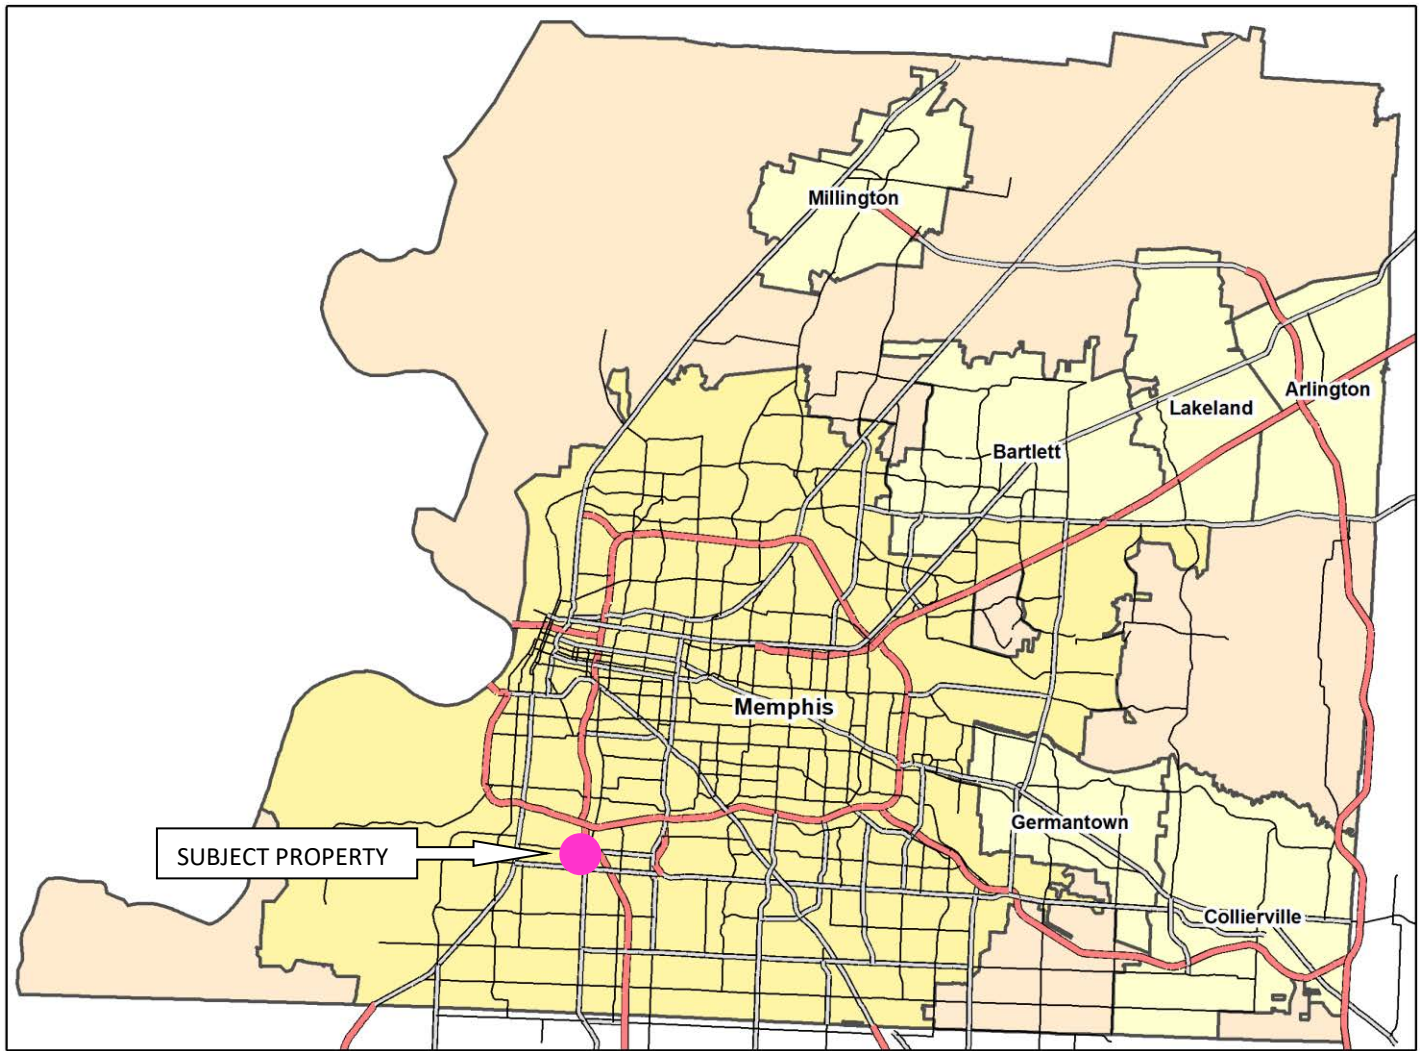 Millington
Arlington
Lakeland
Bartlett
Memphis
Germantown
SUBJECT PROPERTY
Collierville